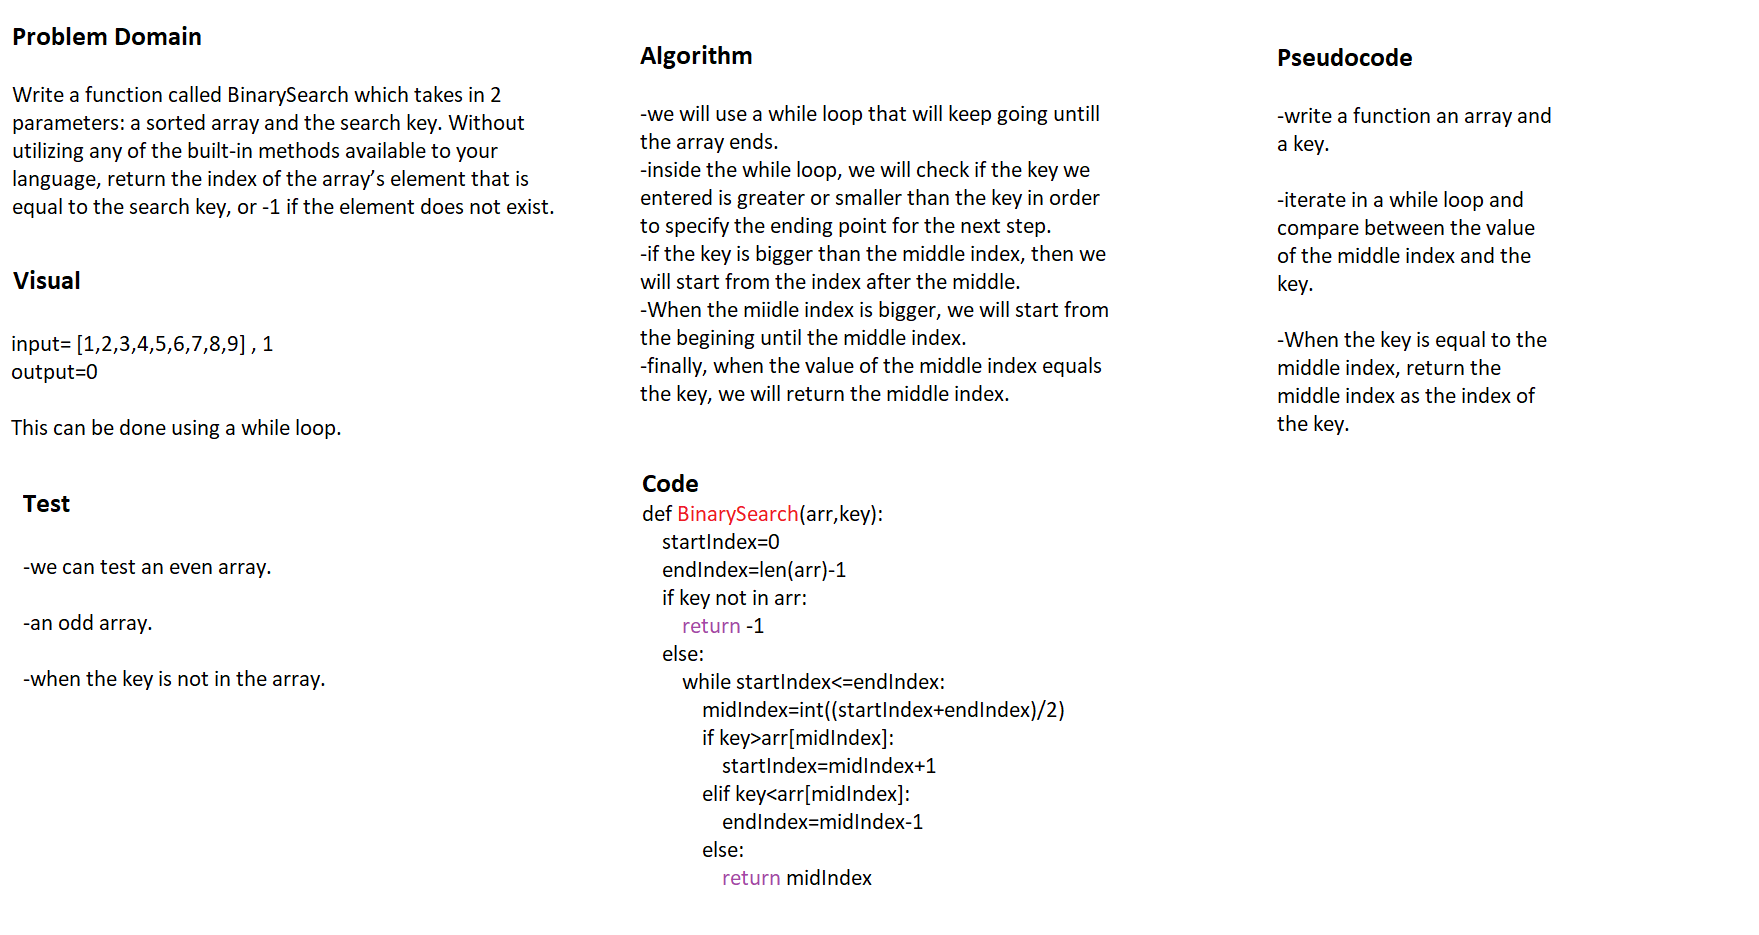 Problem Domain
Write a function called BinarySearch which takes in 2
parameters: a sorted array and the search key. Without
utilizing any of the built-in methods available to your
language, return the index of the array’s element that is
equal to the search key, or -1 if the element does not exist.
Visual
input= [1,2,3,4,5,6,7,8,9] , 1
output=0
This can be done using a while loop.
Test
-we can test an even array.
-an odd array.
-when the key is not in the array.
Algorithm
-we will use a while loop that will keep going untill
the array ends.
-inside the while loop, we will check if the key we
entered is greater or smaller than the key in order
to specify the ending point for the next step.
-if the key is bigger than the middle index, then we
will start from the index after the middle.
-When the miidle index is bigger, we will start from
the begining until the middle index.
-finally, when the value of the middle index equals
the key, we will return the middle index.
Code
def BinarySearch(arr,key):
startIndex=0
endIndex=len(arr)-1
if key not in arr:
return -1
else:
while startIndex<=endIndex:
midIndex=int((startIndex+endIndex)/2)
if key>arr[midIndex]:
startIndex=midIndex+1
elif key<arr[midIndex]:
endIndex=midIndex-1
else:
return midIndex
Pseudocode
-write a function an array and
a key.
-iterate in a while loop and
compare between the value
of the middle index and the
key.
-When the key is equal to the
middle index, return the
middle index as the index of
the key.